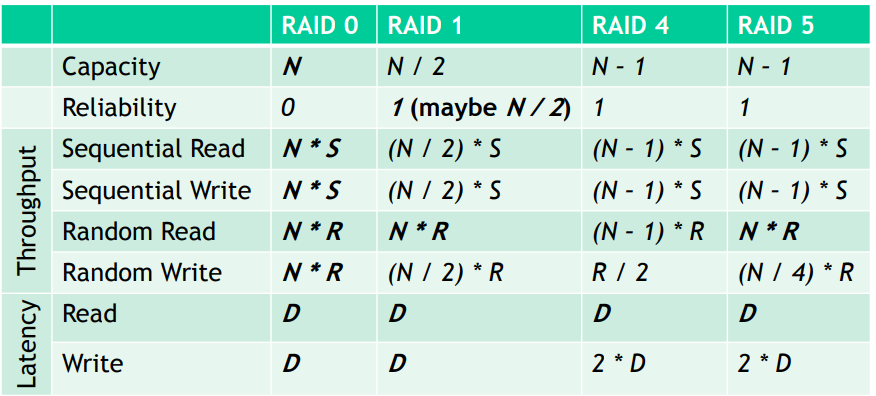 RAID 0 RAID 1 RAID 4 RAID 5
Capacity N N / 2 N – 1 N – 1
Reliability 0 1 (maybe N / 2) 1 1
Throughput
Sequential Read N * S (N / 2) * S (N – 1) * S (N – 1) * S
Sequential Write N * S (N / 2) * S (N – 1) * S (N – 1) * S
Random Read N * R N * R (N – 1) * R N * R
Random Write N * R (N / 2) * R R / 2 (N / 4) * R
Latency
Read D D D D
Write D D 2 * D 2 * D